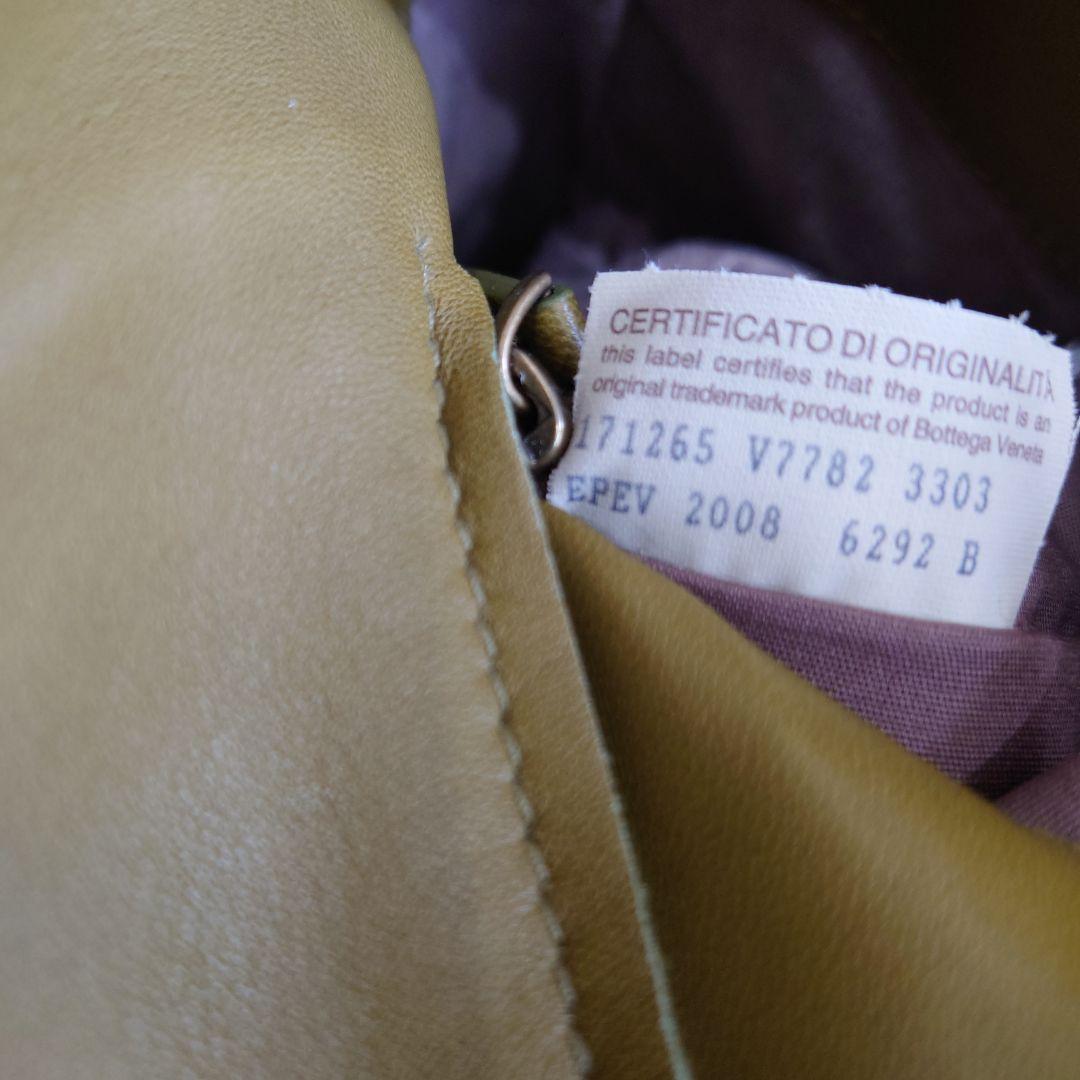 CERTIFICATO DI ORIGINALITÀ
this label certifies that the product is an
original trademark product of Bottega Veneta
171265 V7782 3303
EPEV 2008 6292 B